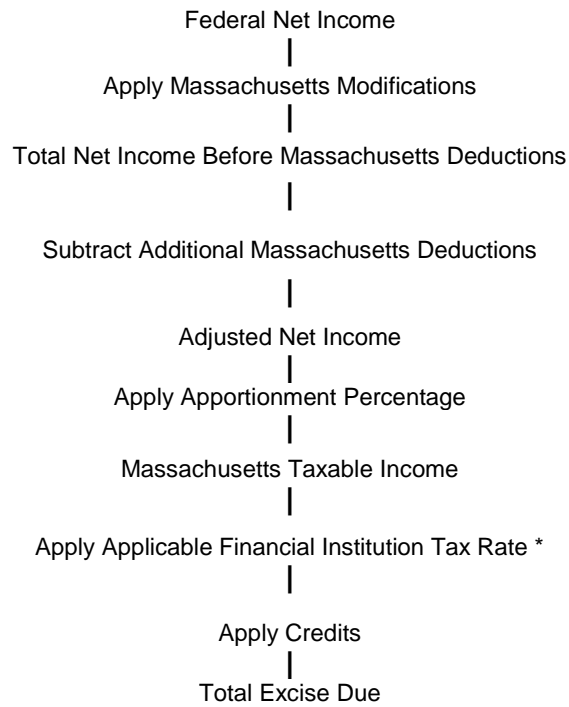 Federal Net Income
Apply Massachusetts Modifications
Total Net Income Before Massachusetts Deductions
Subtract Additional Massachusetts Deductions
Adjusted Net Income
Apply Apportionment Percentage
Massachusetts Taxable Income
Apply Applicable Financial Institution Tax Rate *
Apply Credits
Total Excise Due